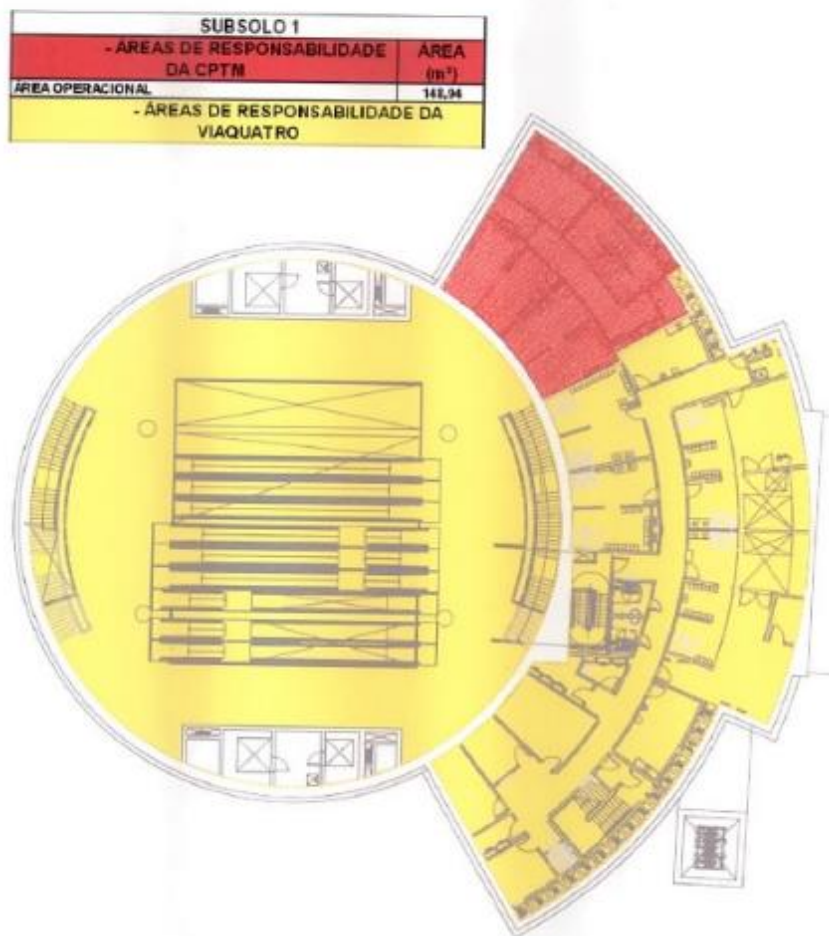 SUBSOLO 1
- ÁREAS DE RESPONSABILIDADE DA CPTM
ÁREA (m²)
ÁREA OPERACIONAL 148,94
- ÁREAS DE RESPONSABILIDADE DA VIAQUATRO